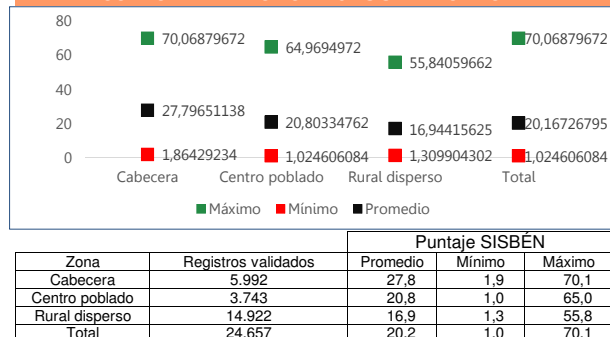 80
70,06879672
70,06879672
64,9694972
60
55,84059662
40
27,79651138
20,80334762
16,94415625
20,16726795
20
1,86429234
1,024606084
1,309904302
1,024606084
0
Cabecera Centro poblado Rural disperso Total
Máximo Mínimo Promedio
Puntaje SISBÉN
Zona Registros validados Promedio Mínimo Máximo
Cabecera 5.992 27,8 1,9 70,1
Centro poblado 3.743 20,8 1,0 65,0
Rural disperso 14.922 16,9 1,3 55,8
Total 24.657 20,2 1,0 70,1